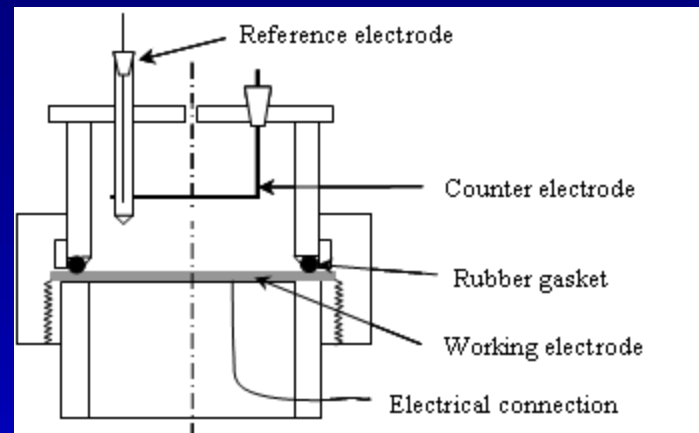 Reference electrode
Counter electrode
Rubber gasket
Working electrode
Electrical connection